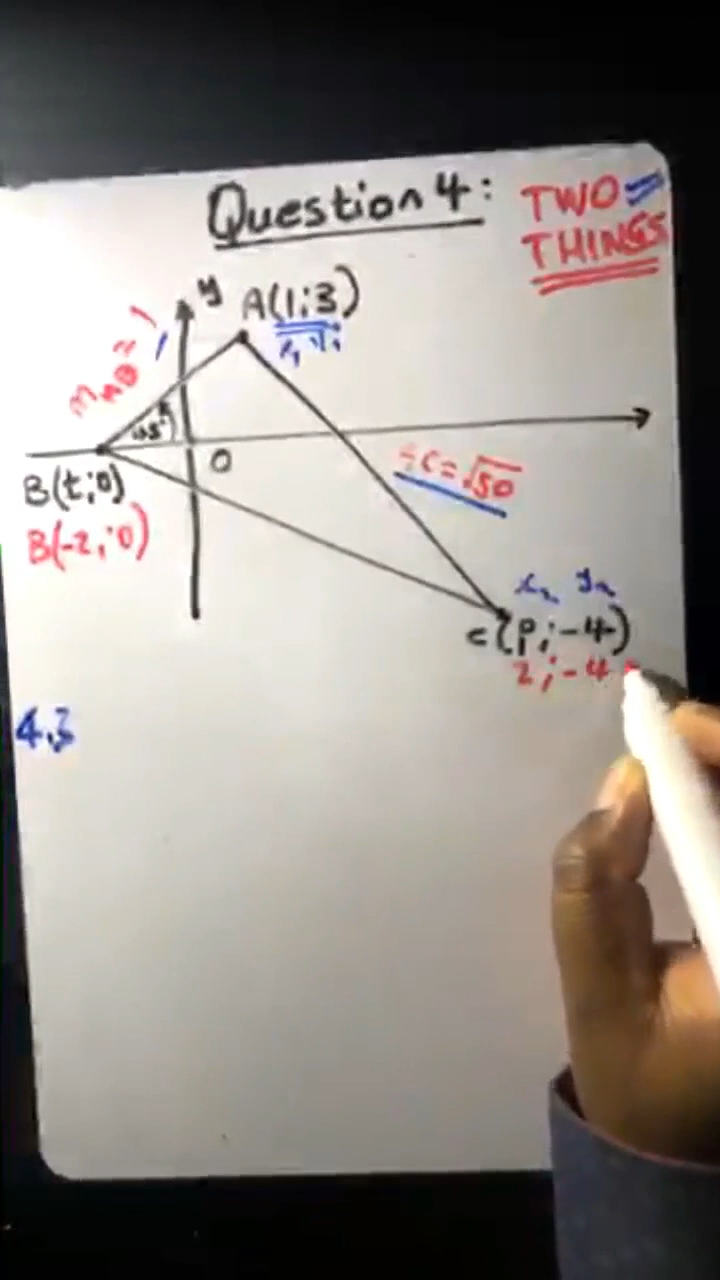 Question 4:
TWO
THINGS
y
A(1;3)
x₁ y₁
mAB = 1
45°
O
B(t;0)
B(-2;0)
AC = √50
x₂ y₂
C(p;-4)
2;-4
4.3